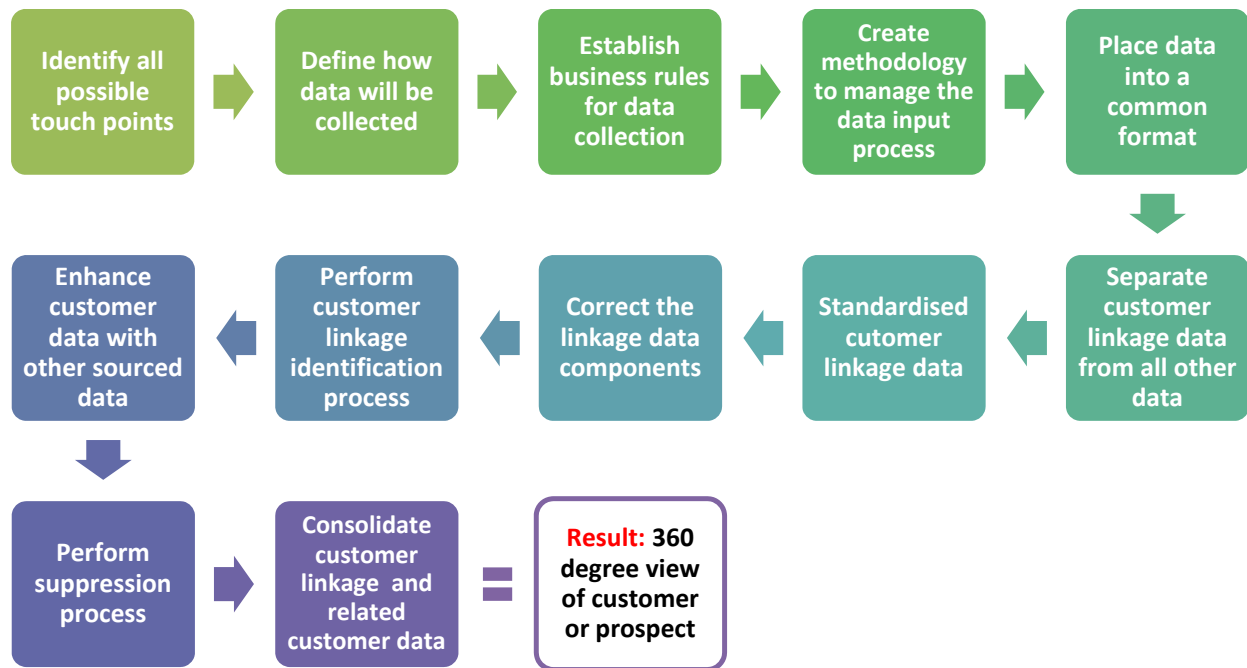 Identify all
possible
touch points
Define how
data will be
collected
Establish
business rules
for data
collection
Create
methodology
to manage the
data input
process
Place data
into a
common
format
Separate
customer
linkage data
from all other
data
Standardised
cutomer
linkage data
Correct the
linkage data
components
Perform
customer
linkage
identification
process
Enhance
customer
data with
other sourced
data
Perform
suppression
process
Consolidate
customer
linkage and
related
customer data
Result: 360
degree view
of customer
or prospect